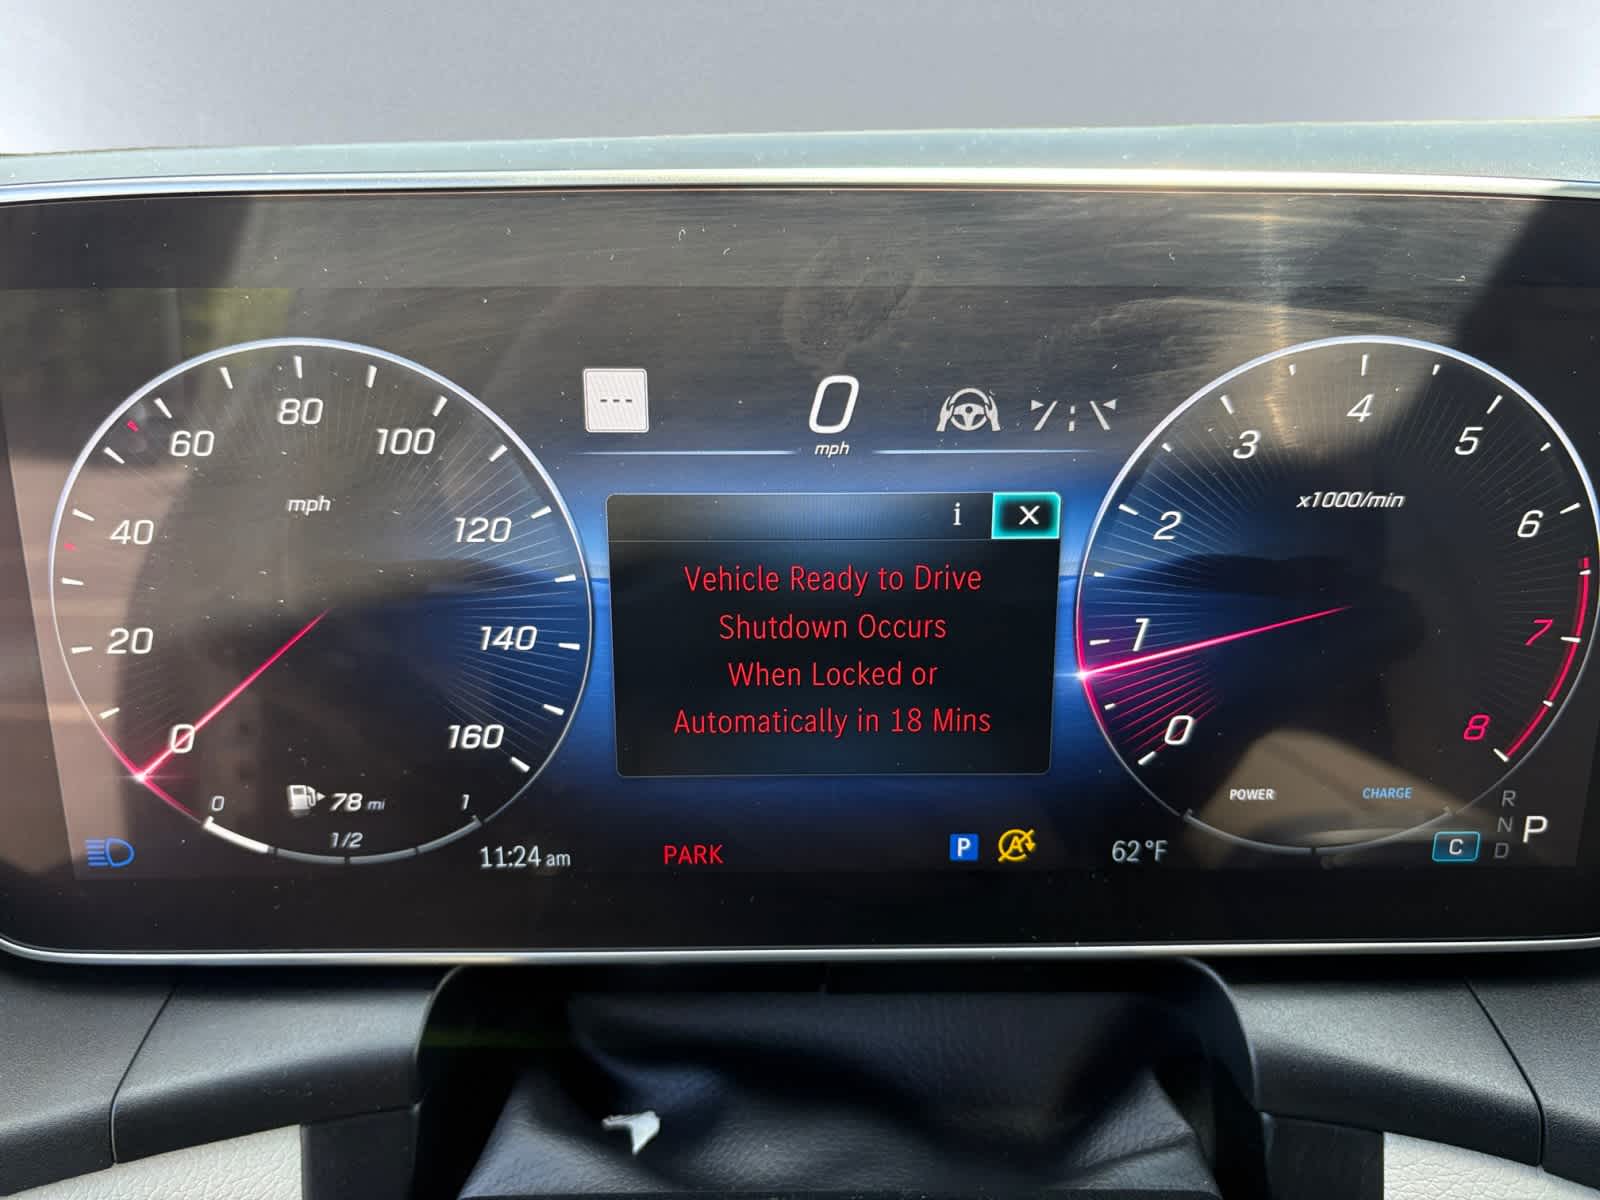 80
60
100
mph
40
120
20
140
0
160
0
78 mi
1
1/2
11:24 am
---
0
mph
i
X
Vehicle Ready to Drive
Shutdown Occurs
When Locked or
Automatically in 18 Mins
PARK
P
A
62 °F
4
3
5
x1000/min
2
6
1
7
0
8
POWER
CHARGE
R
N
D
P
C